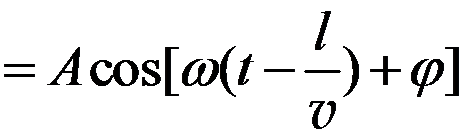 = A cos[ω(t − l/v) + φ]